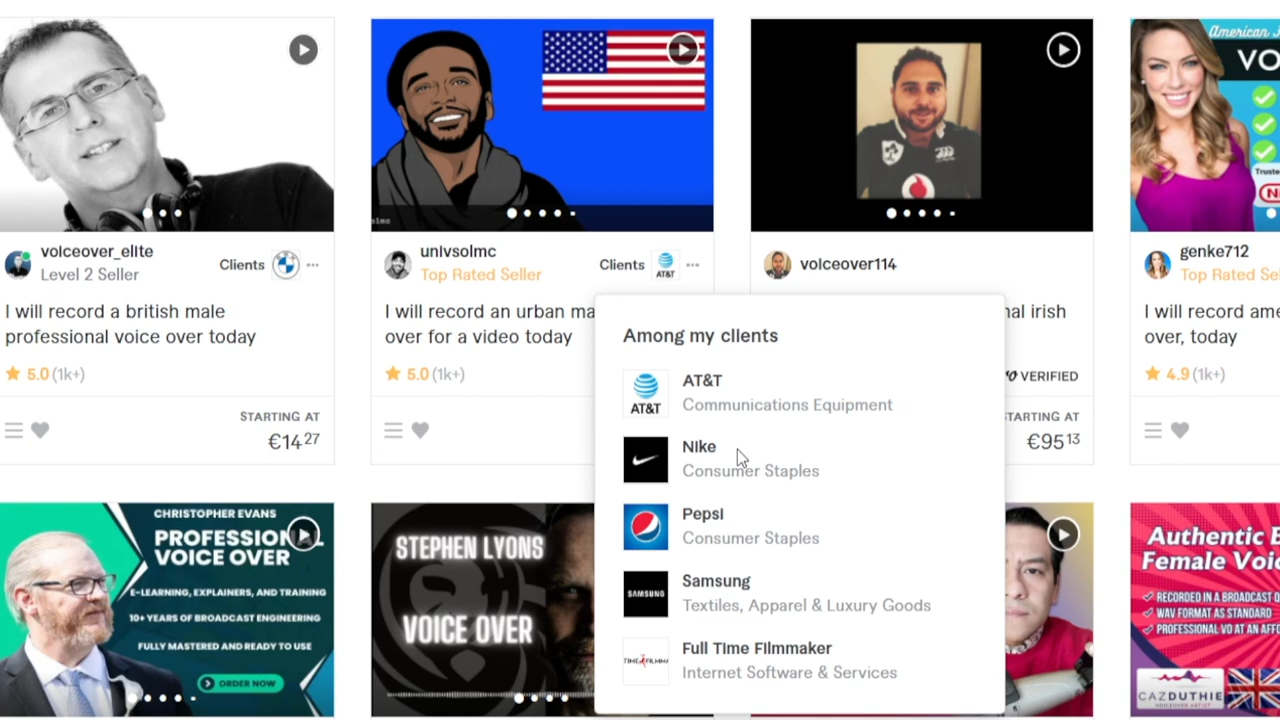 American
VO
voiceover_elite
Level 2 Seller
Clients
I will record a british male
professional voice over today
5.0 (1k+)
STARTING AT
€14 27
univsolmc
Top Rated Seller
Clients
AT&T
I will record an urban ma
over for a video today
5.0 (1k+)
voiceover114
nal irish
VERIFIED
STARTING AT
€95 13
genke712
Top Rated Se
I will record ame
over, today
4.9 (1k+)
Among my clients
AT&T
AT&T
Communications Equipment
Nike
Consumer Staples
Pepsi
Consumer Staples
SAMSUNG
Samsung
Textiles, Apparel & Luxury Goods
Full Time Filmmaker
Internet Software & Services
CHRISTOPHER EVANS
PROFESSIONAL
VOICE OVER
E-LEARNING, EXPLAINERS, AND TRAINING
10+ YEARS OF BROADCAST ENGINEERING
FULLY MASTERED AND READY TO USE
ORDER NOW
STEPHEN LYONS
VOICE OVER
Authentic B
Female Voic
RECORDED IN A BROADCAST
WAV FORMAT AS STANDARD
PROFESSIONAL VO AT AN AFFO
CAZDUTHIE
VOICEOVER ARTIST